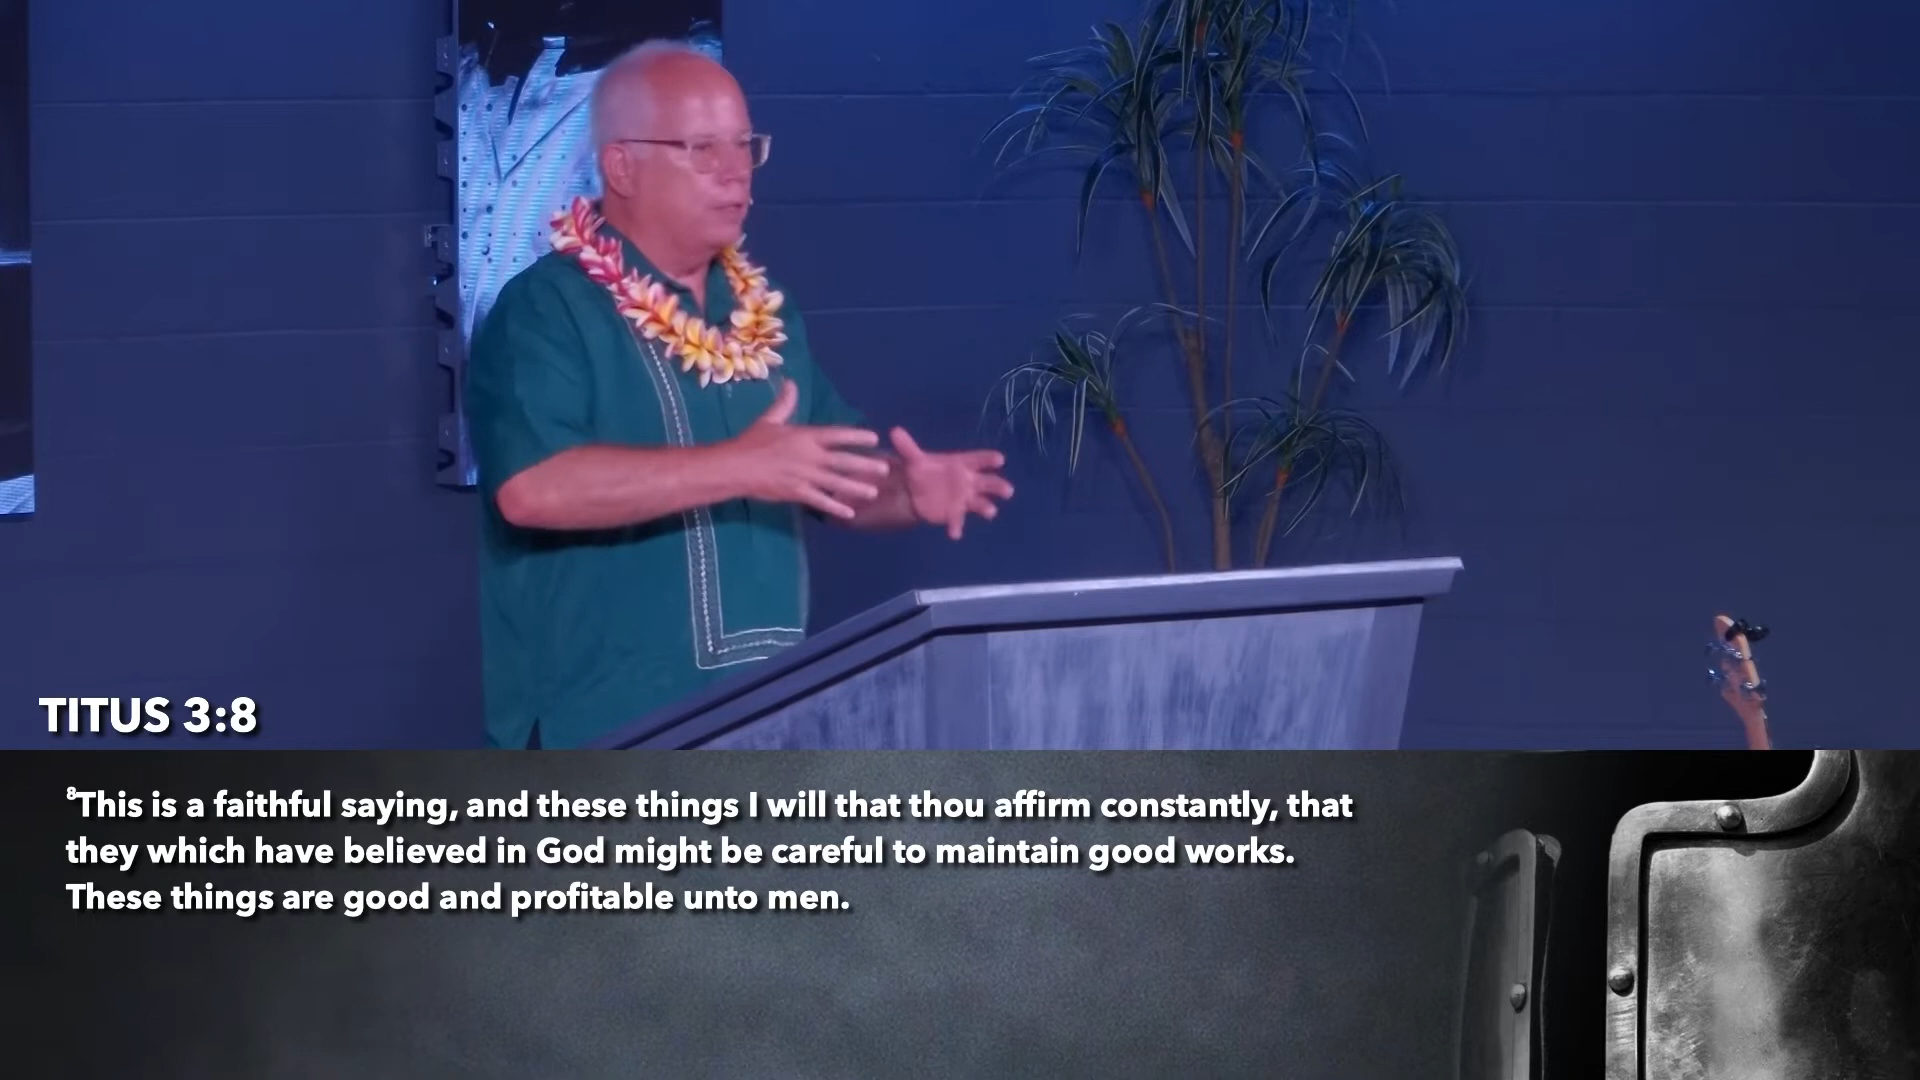 TITUS 3:8
⁸This is a faithful saying, and these things I will that thou affirm constantly, that
they which have believed in God might be careful to maintain good works.
These things are good and profitable unto men.